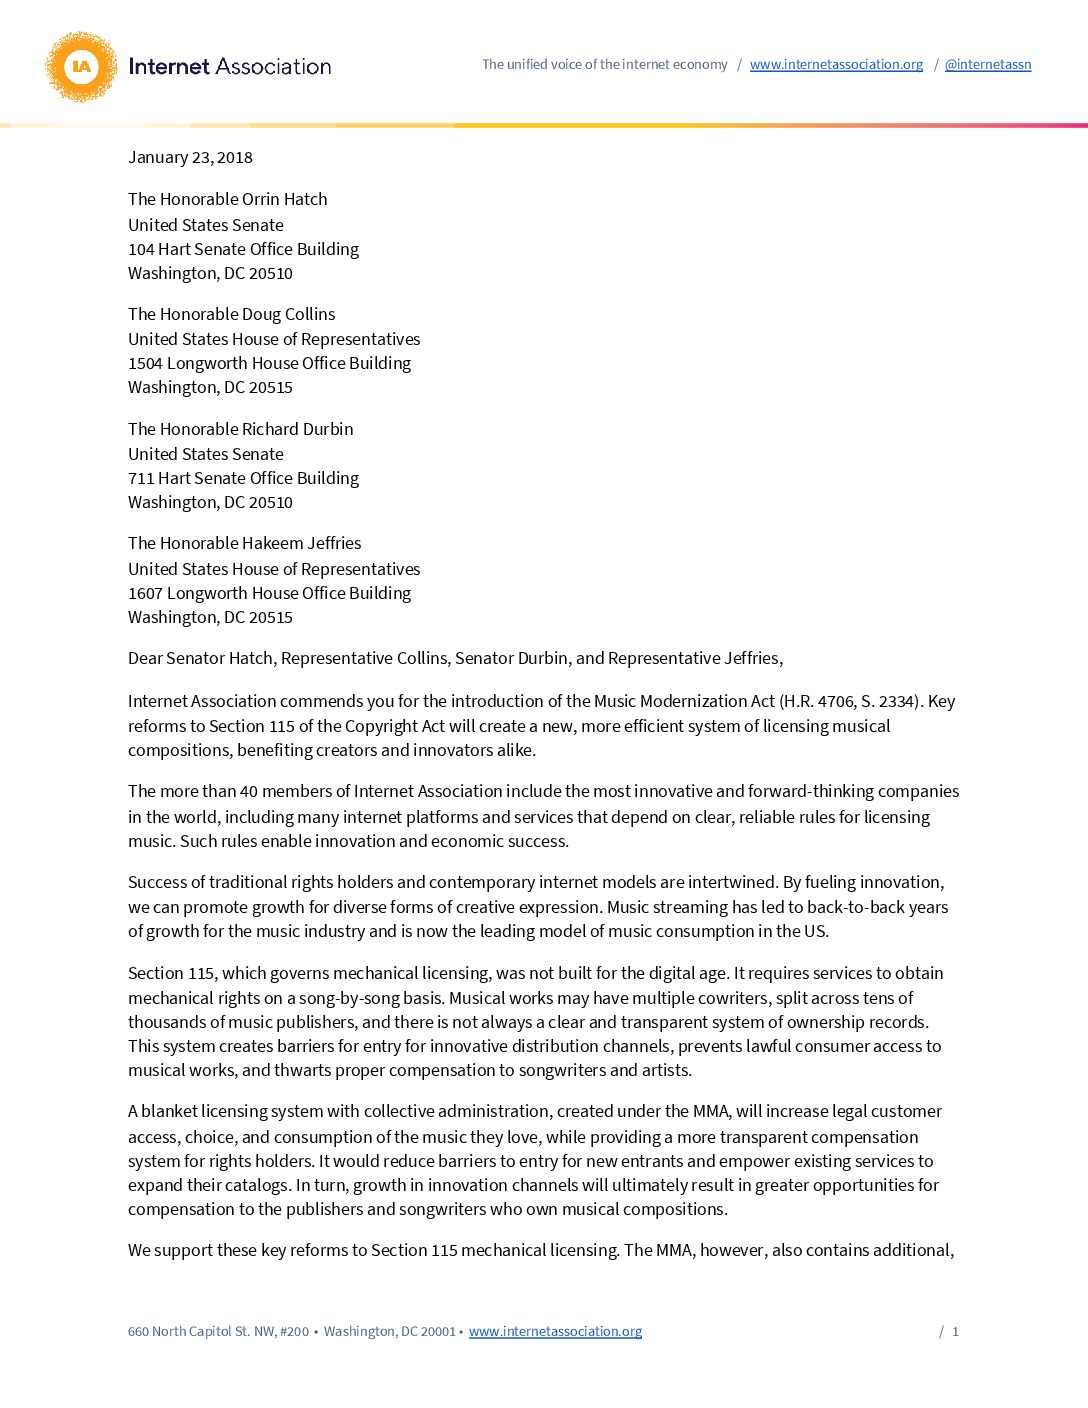 IA Internet Association
The unified voice of the internet economy / www.internetassociation.org / @internetassn
January 23, 2018
The Honorable Orrin Hatch
United States Senate
104 Hart Senate Office Building
Washington, DC 20510
The Honorable Doug Collins
United States House of Representatives
1504 Longworth House Office Building
Washington, DC 20515
The Honorable Richard Durbin
United States Senate
711 Hart Senate Office Building
Washington, DC 20510
The Honorable Hakeem Jeffries
United States House of Representatives
1607 Longworth House Office Building
Washington, DC 20515
Dear Senator Hatch, Representative Collins, Senator Durbin, and Representative Jeffries,
Internet Association commends you for the introduction of the Music Modernization Act (H.R. 4706, S. 2334). Key
reforms to Section 115 of the Copyright Act will create a new, more efficient system of licensing musical
compositions, benefiting creators and innovators alike.
The more than 40 members of Internet Association include the most innovative and forward-thinking companies
in the world, including many internet platforms and services that depend on clear, reliable rules for licensing
music. Such rules enable innovation and economic success.
Success of traditional rights holders and contemporary internet models are intertwined. By fueling innovation,
we can promote growth for diverse forms of creative expression. Music streaming has led to back-to-back years
of growth for the music industry and is now the leading model of music consumption in the US.
Section 115, which governs mechanical licensing, was not built for the digital age. It requires services to obtain
mechanical rights on a song-by-song basis. Musical works may have multiple cowriters, split across tens of
thousands of music publishers, and there is not always a clear and transparent system of ownership records.
This system creates barriers for entry for innovative distribution channels, prevents lawful consumer access to
musical works, and thwarts proper compensation to songwriters and artists.
A blanket licensing system with collective administration, created under the MMA, will increase legal customer
access, choice, and consumption of the music they love, while providing a more transparent compensation
system for rights holders. It would reduce barriers to entry for new entrants and empower existing services to
expand their catalogs. In turn, growth in innovation channels will ultimately result in greater opportunities for
compensation to the publishers and songwriters who own musical compositions.
We support these key reforms to Section 115 mechanical licensing. The MMA, however, also contains additional,
660 North Capitol St. NW, #200 • Washington, DC 20001 • www.internetassociation.org / 1